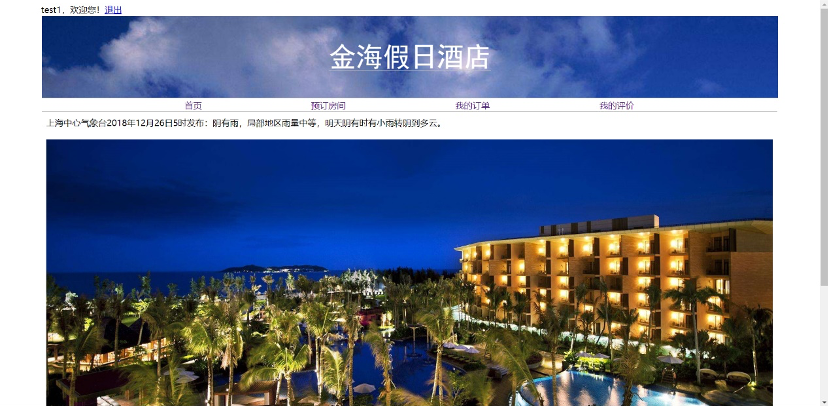 test1，欢迎您！退出
金海假日酒店
首页 预订房间 我的订单 我的评价
上海中心气象台2018年12月26日5时发布：阴有雨，局部地区雨量中等，明天阴有时有小雨转阴到多云。